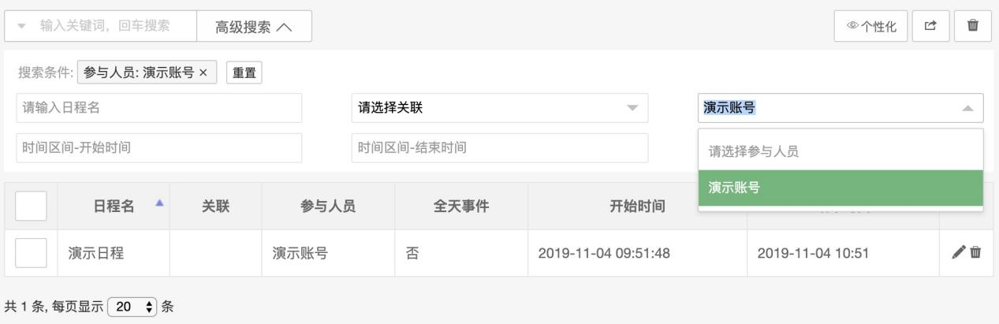 输入关键词，回车搜索 高级搜索 个性化
搜索条件: 参与人员: 演示账号 × 重置
请输入日程名 请选择关联 演示账号
时间区间-开始时间 时间区间-结束时间 请选择参与人员
演示账号
日程名 关联 参与人员 全天事件 开始时间
演示日程 演示账号 否 2019-11-04 09:51:48 2019-11-04 10:51
共 1 条, 每页显示 20 条